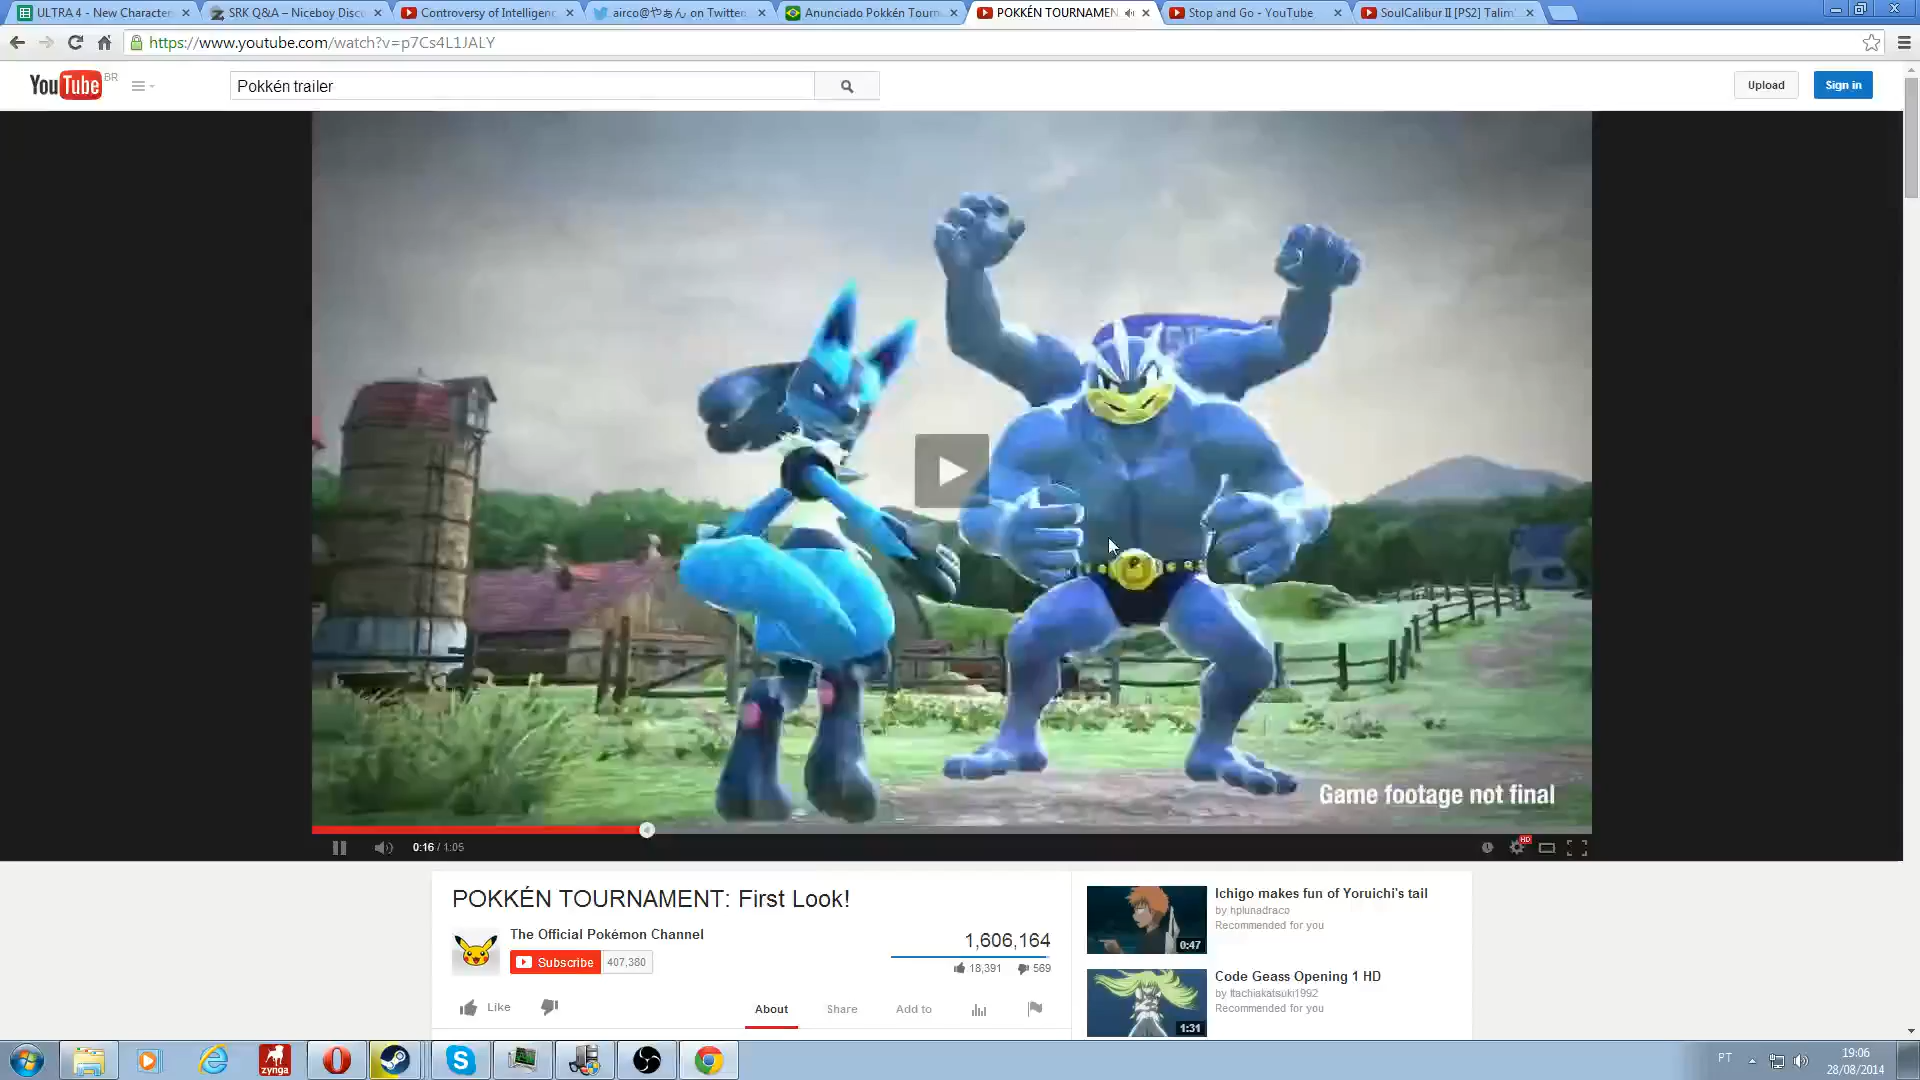 ULTRA 4 - New Character
SRK Q&A – Niceboy Discu
Controversy of Intelligenc
airco@やぁん on Twitter
Anunciado Pokkén Tourn
POKKÉN TOURNAMEN
Stop and Go - YouTube
SoulCalibur II [PS2] Talim'
https://www.youtube.com/watch?v=p7Cs4L1JALY
YouTube BR
Pokkén trailer
Upload
Sign in
Game footage not final
0:16 / 1:05
HD
POKKÉN TOURNAMENT: First Look!
The Official Pokémon Channel
Subscribe 407,380
1,606,164
18,391 569
Like
About Share Add to
Ichigo makes fun of Yoruichi's tail
by hplunadraco
Recommended for you
0:47
Code Geass Opening 1 HD
by Itachiakatsuki1992
Recommended for you
1:31
zynga
PT
19:06
28/08/2014